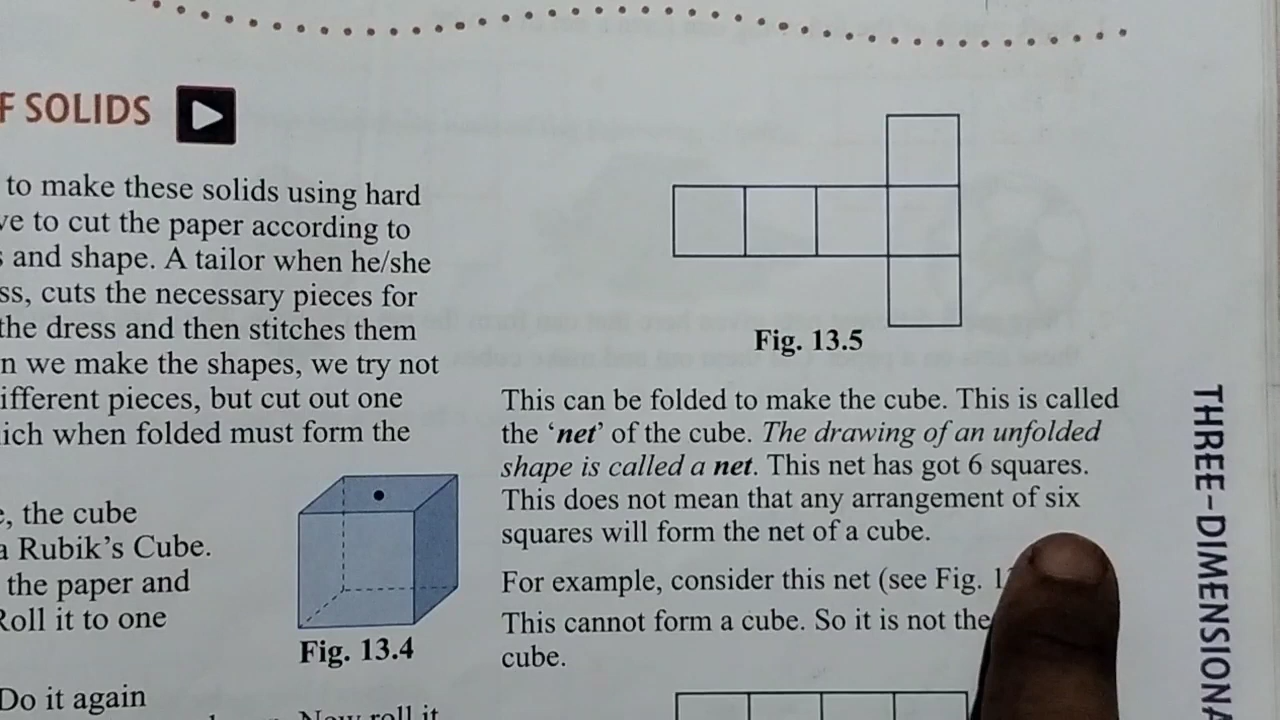 F SOLIDS
to make these solids using hard
ve to cut the paper according to
and shape. A tailor when he/she
ss, cuts the necessary pieces for
the dress and then stitches them
n we make the shapes, we try not
ifferent pieces, but cut out one
ich when folded must form the
, the cube
a Rubik's Cube.
the paper and
Roll it to one
Fig. 13.4
Do it again
Now roll it
Fig. 13.5
This can be folded to make the cube. This is called
the 'net' of the cube. The drawing of an unfolded
shape is called a net. This net has got 6 squares.
This does not mean that any arrangement of six
squares will form the net of a cube.
For example, consider this net (see Fig. 1
This cannot form a cube. So it is not the
cube.
THREE-DIMENSIONA